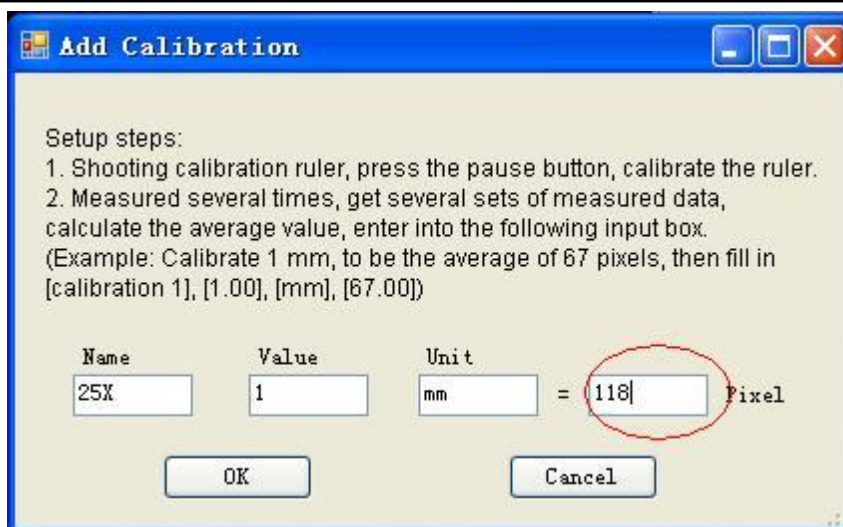 Add Calibration
Setup steps:
1. Shooting calibration ruler, press the pause button, calibrate the ruler.
2. Measured several times, get several sets of measured data,
calculate the average value, enter into the following input box.
(Example: Calibrate 1 mm, to be the average of 67 pixels, then fill in
[calibration 1], [1.00], [mm], [67.00])
Name Value Unit
25X 1 mm = 118 Pixel
OK Cancel